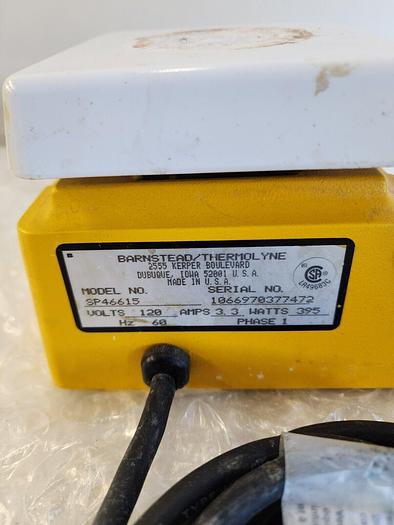 BARNSTEAD/THERMOLYNE
2555 KERPER BOULEVARD
DUBUQUE, IOWA 52001 U.S.A.
MADE IN U.S.A.
MODEL NO. SERIAL NO.
SP46615 1066970377472
VOLTS 120 AMPS 3.3 WATTS 395
Hz 60 PHASE 1
LR49683C